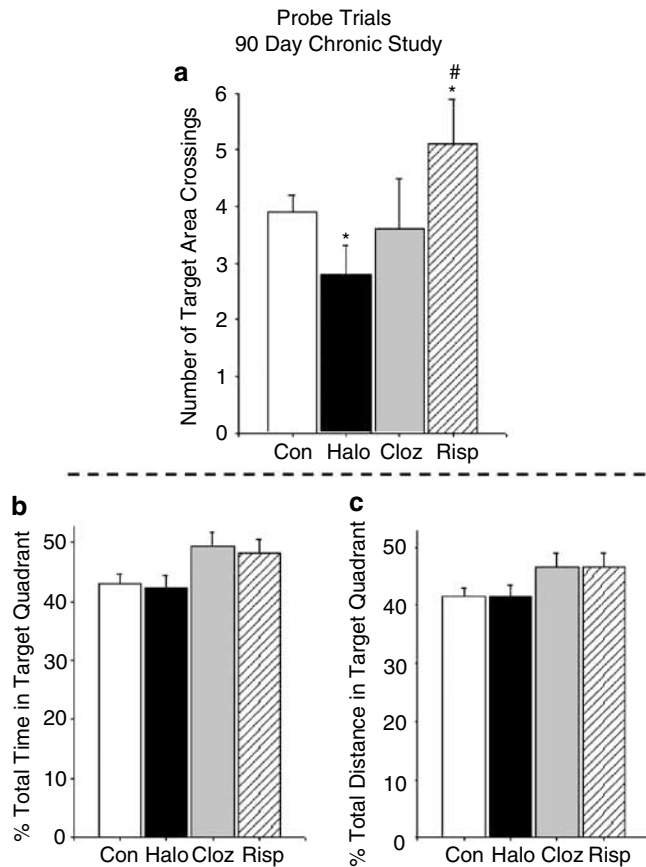 Probe Trials
90 Day Chronic Study
a
Number of Target Area Crossings
6
5
4
3
2
1
0
*
#
*
Con Halo Cloz Risp
b
% Total Time in Target Quadrant
50
40
30
20
10
0
Con Halo Cloz Risp
c
% Total Distance in Target Quadrant
50
40
30
20
10
0
Con Halo Cloz Risp